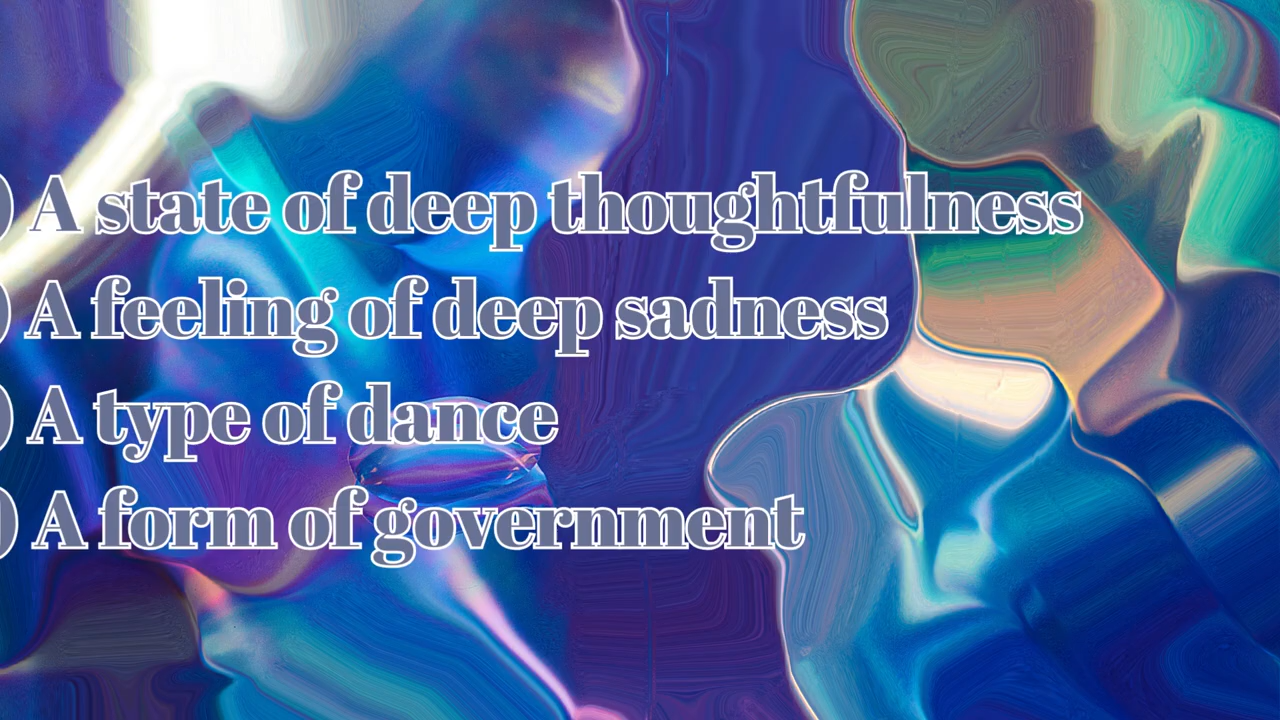 ) A state of deep thoughtfulness
) A feeling of deep sadness
) A type of dance
) A form of government